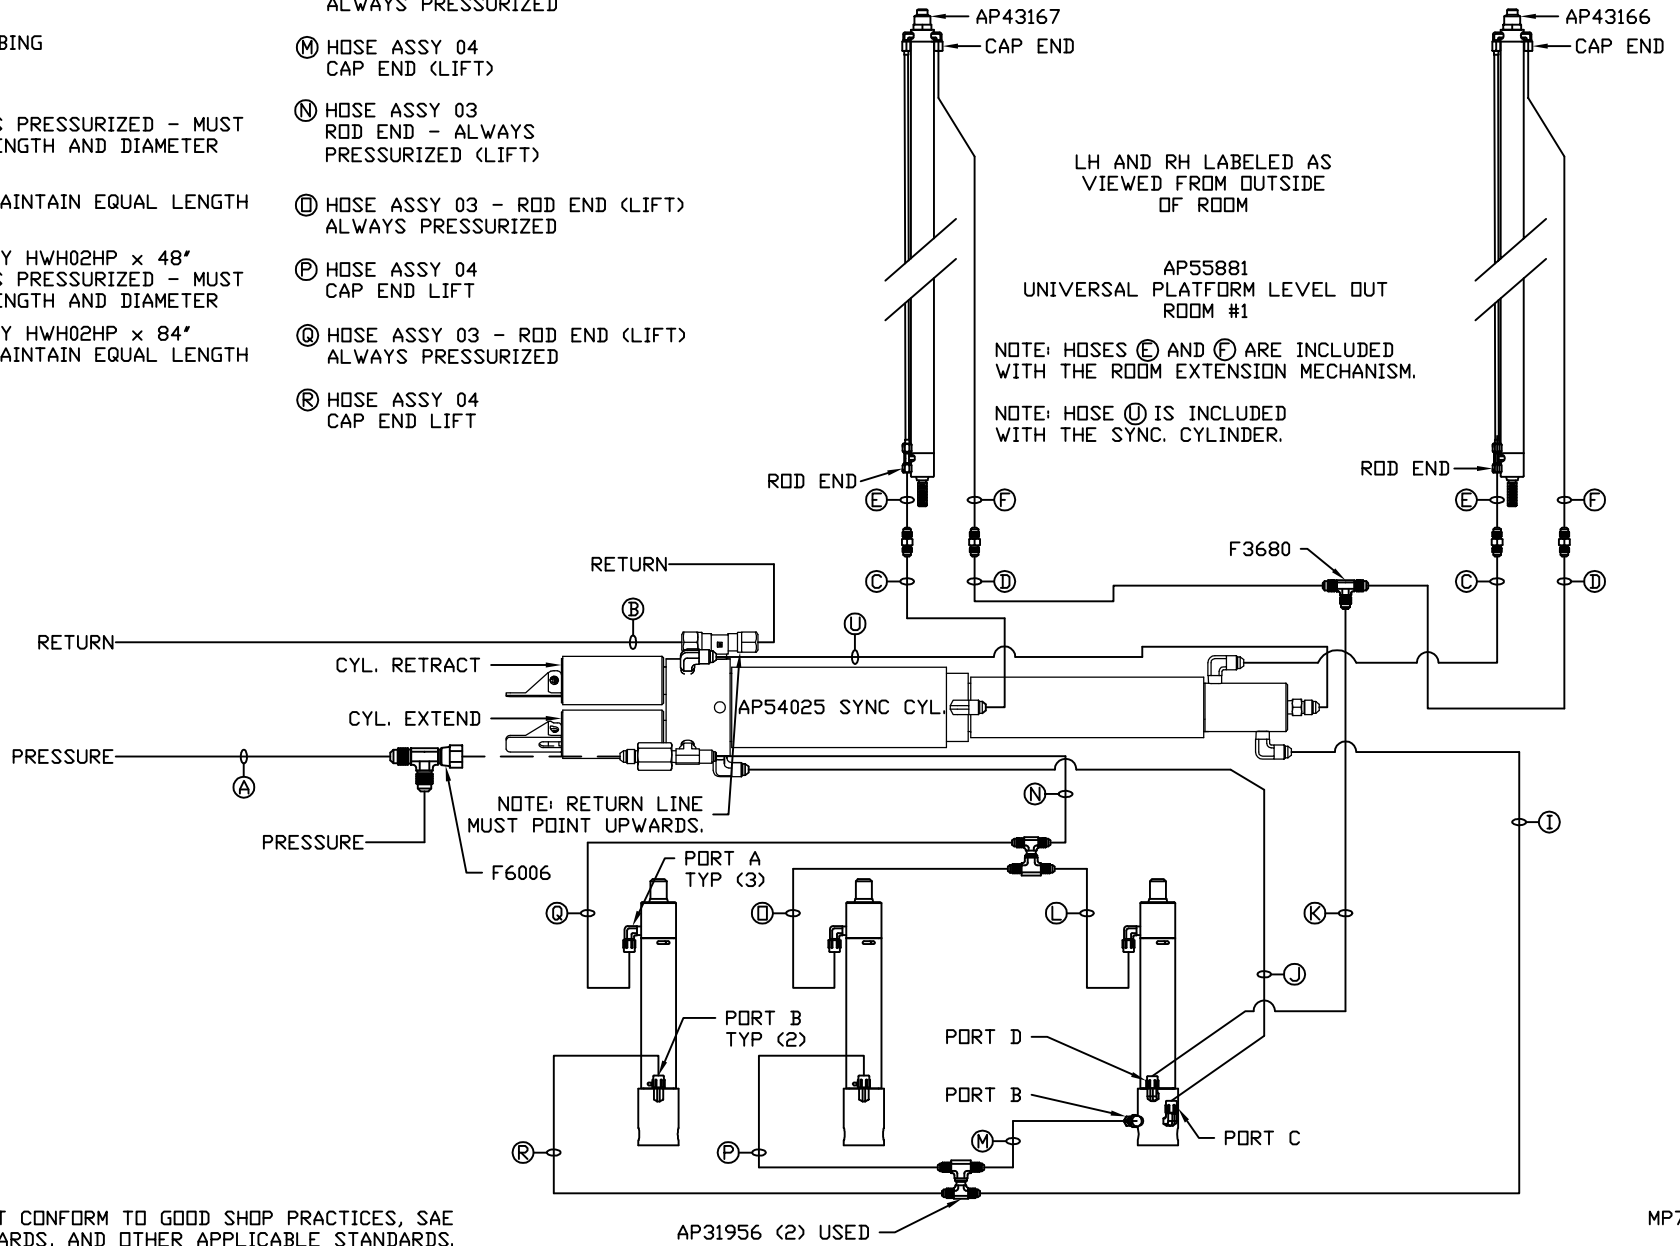 ALWAYS PRESSURIZED
BING
M HOSE ASSY 04
CAP END (LIFT)
S PRESSURIZED - MUST
ENGTH AND DIAMETER
N HOSE ASSY 03
ROD END - ALWAYS
PRESSURIZED (LIFT)
AINTAIN EQUAL LENGTH
O HOSE ASSY 03 - ROD END (LIFT)
ALWAYS PRESSURIZED
Y HWH02HP x 48"
S PRESSURIZED - MUST
ENGTH AND DIAMETER
P HOSE ASSY 04
CAP END LIFT
Y HWH02HP x 84"
AINTAIN EQUAL LENGTH
Q HOSE ASSY 03 - ROD END (LIFT)
ALWAYS PRESSURIZED
R HOSE ASSY 04
CAP END LIFT
AP43167
CAP END
AP43166
CAP END
LH AND RH LABELED AS
VIEWED FROM OUTSIDE
OF ROOM
AP55881
UNIVERSAL PLATFORM LEVEL OUT
ROOM #1
NOTE: HOSES E AND F ARE INCLUDED
WITH THE ROOM EXTENSION MECHANISM.
NOTE: HOSE U IS INCLUDED
WITH THE SYNC. CYLINDER.
ROD END
ROD END
E
F
E
F
F3680
RETURN
C
D
C
D
B
U
RETURN
CYL. RETRACT
CYL. EXTEND
AP54025 SYNC CYL.
PRESSURE
A
N
NOTE: RETURN LINE
MUST POINT UPWARDS.
I
PRESSURE
F6006
PORT A
TYP (3)
Q
O
L
K
J
PORT B
TYP (2)
PORT D
PORT B
PORT C
R
P
M
AP31956 (2) USED
T CONFORM TO GOOD SHOP PRACTICES, SAE
ARDS, AND OTHER APPLICABLE STANDARDS.
MP7